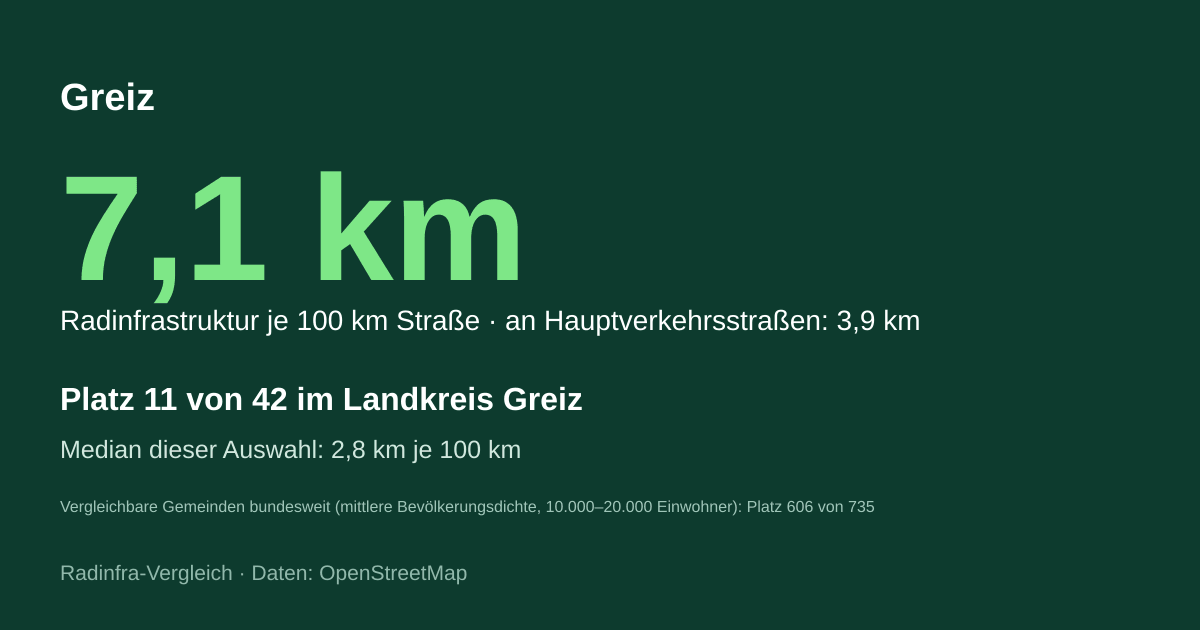 Greiz
7,1 km
Radinfrastruktur je 100 km Straße · an Hauptverkehrsstraßen: 3,9 km
Platz 11 von 42 im Landkreis Greiz
Median dieser Auswahl: 2,8 km je 100 km
Vergleichbare Gemeinden bundesweit (mittlere Bevölkerungsdichte, 10.000–20.000 Einwohner): Platz 606 von 735
Radinfra-Vergleich · Daten: OpenStreetMap